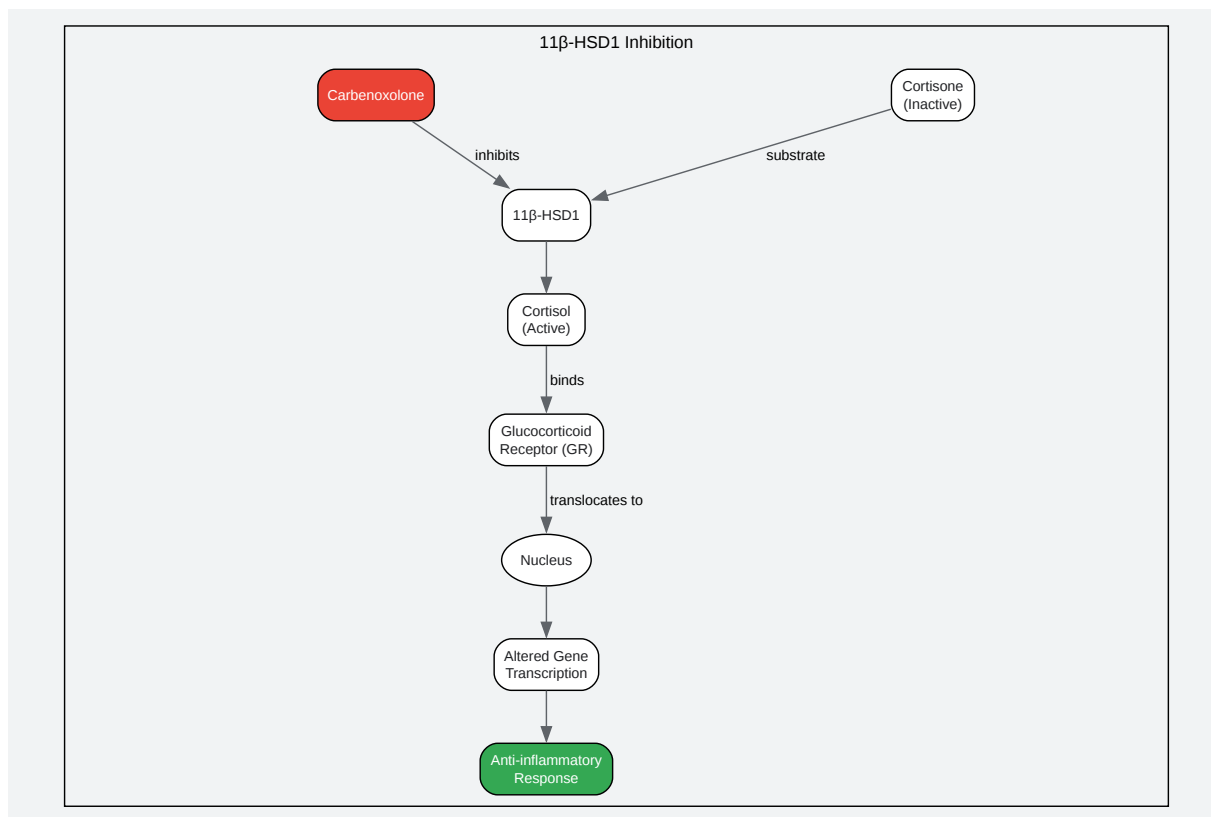 11β-HSD1 Inhibition
Carbenoxolone
Cortisone
(Inactive)
inhibits
substrate
11β-HSD1
Cortisol
(Active)
binds
Glucocorticoid
Receptor (GR)
translocates to
Nucleus
Altered Gene
Transcription
Anti-inflammatory
Response